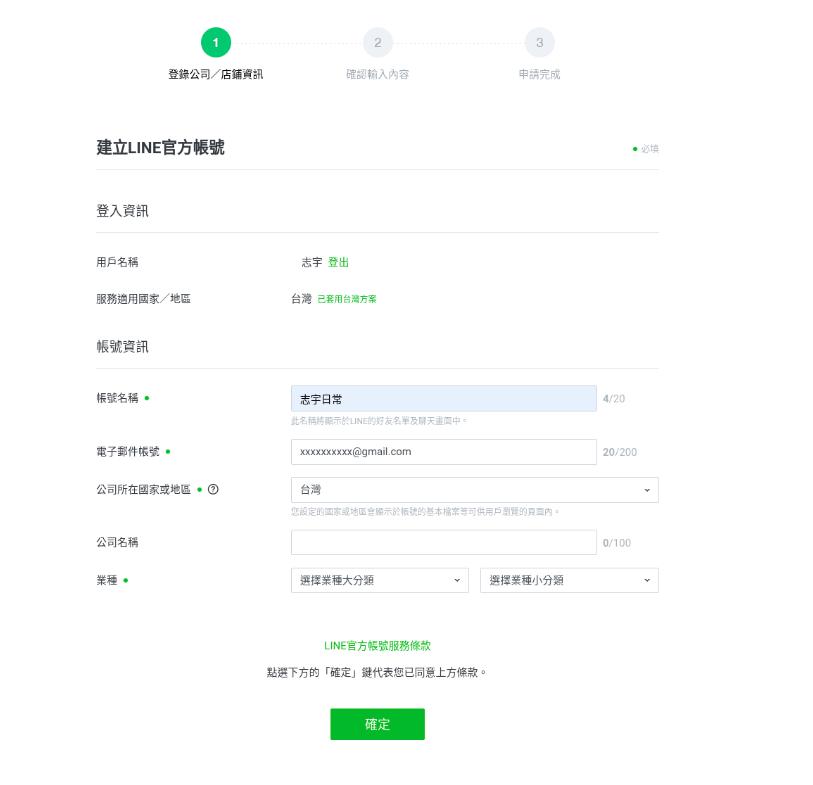 1
2
3
登錄公司／店鋪資訊
確認輸入內容
申請完成
建立LINE官方帳號
必填
登入資訊
用戶名稱 志宇 登出
服務適用國家／地區 台灣 已套用台灣方案
帳號資訊
帳號名稱 志宇日常 4/20
此名稱將顯示於LINE的好友名單及聊天畫面中。
電子郵件帳號 xxxxxxxxxx@gmail.com 20/200
公司所在國家或地區 ? 台灣
您設定的國家或地區會顯示於帳號的基本檔案等可供用戶瀏覽的頁面內。
公司名稱 0/100
業種 選擇業種大分類 選擇業種小分類
LINE官方帳號服務條款
點選下方的「確定」鍵代表您已同意上方條款。
確定